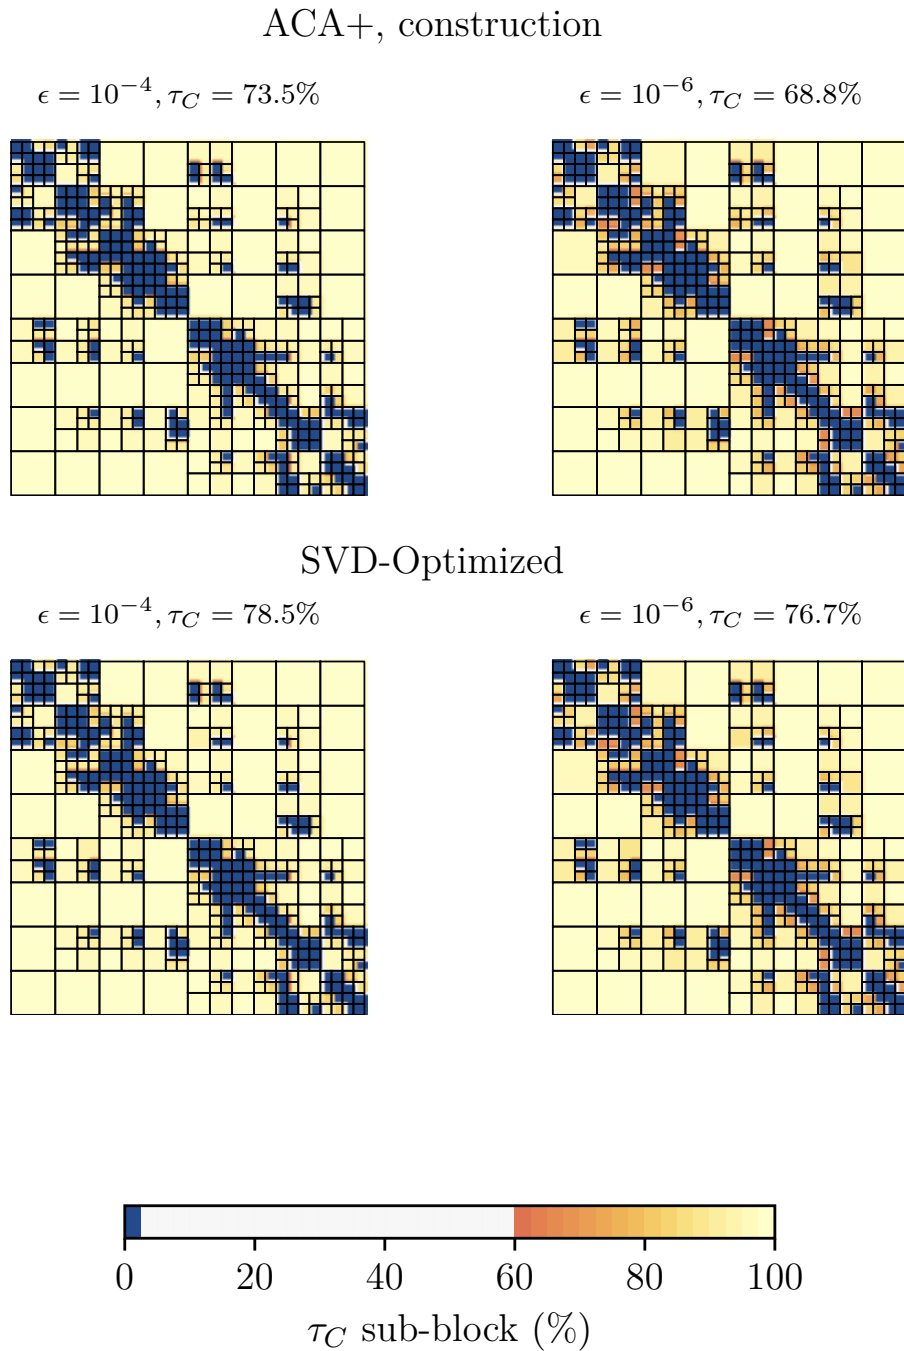 ACA+, construction
ϵ = 10⁻⁴, τ_C = 73.5%
ϵ = 10⁻⁶, τ_C = 68.8%
SVD-Optimized
ϵ = 10⁻⁴, τ_C = 78.5%
ϵ = 10⁻⁶, τ_C = 76.7%
0 20 40 60 80 100
τ_C sub-block (%)